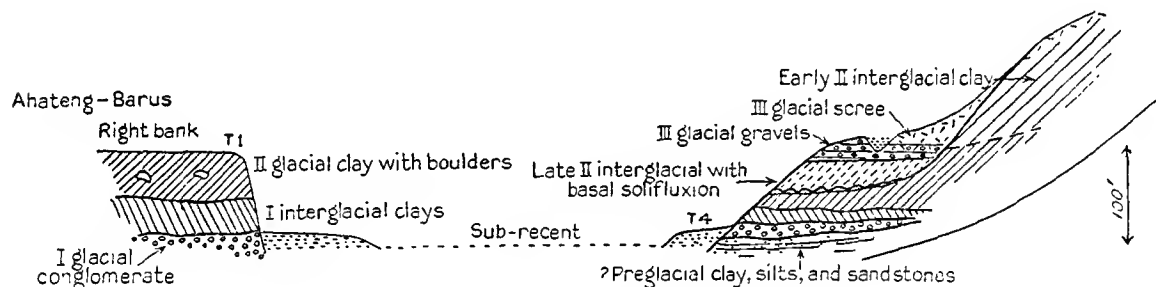 Ahateng-Barus
Right bank
T1
II glacial clay with boulders
I interglacial clays
I glacial
conglomerate
Sub-recent
Early II interglacial clay
III glacial scree
III glacial gravels
Late II interglacial with
basal solifluxion
T4
?Preglacial clay, silts, and sandstones
100'